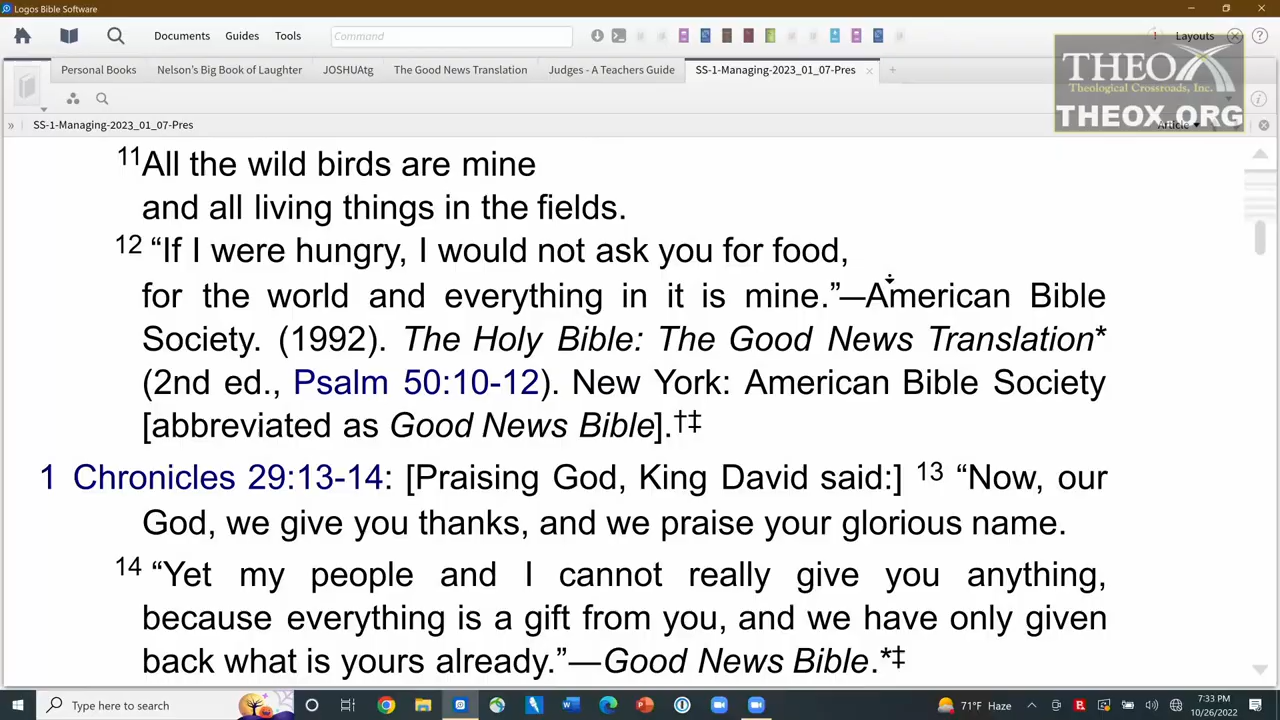 Logos Bible Software
Documents Guides Tools Command 1 Layouts
Personal Books Nelson's Big Book of Laughter JOSHUAtg The Good News Translation Judges - A Teachers Guide SS-1-Managing-2023_01_07-Pres
THEOX
Theological Crossroads, Inc.
THEOX.ORG
SS-1-Managing-2023_01_07-Pres Article
11All the wild birds are mine
and all living things in the fields.
12 “If I were hungry, I would not ask you for food,
for the world and everything in it is mine.”—American Bible
Society. (1992). The Holy Bible: The Good News Translation*
(2nd ed., Psalm 50:10-12). New York: American Bible Society
[abbreviated as Good News Bible].†‡
1 Chronicles 29:13-14: [Praising God, King David said:] 13 “Now, our
God, we give you thanks, and we praise your glorious name.
14 “Yet my people and I cannot really give you anything,
because everything is a gift from you, and we have only given
back what is yours already.”—Good News Bible.*‡
Type here to search 71°F Haze 7:33 PM
10/26/2022